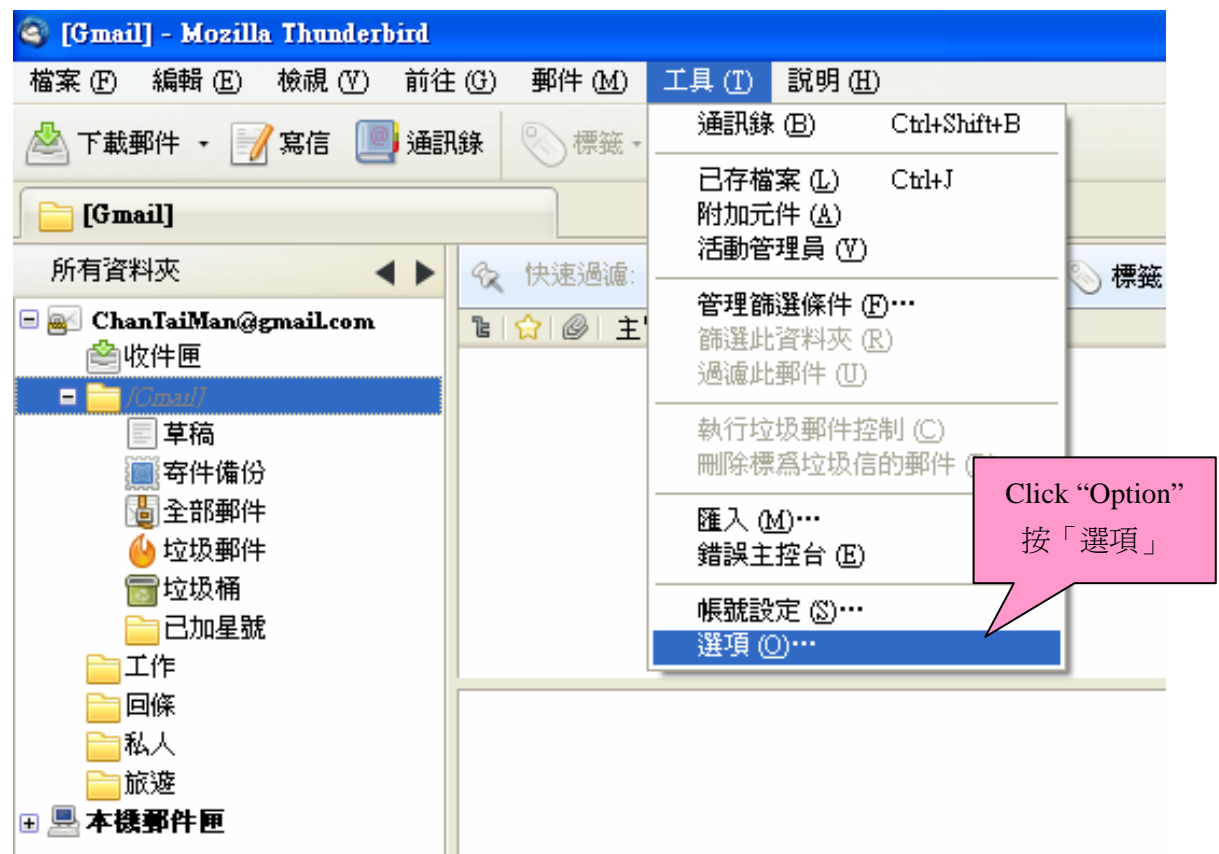 [Gmail] - Mozilla Thunderbird
檔案 (F) 編輯 (E) 檢視 (V) 前往 (G) 郵件 (M) 工具 (T) 說明 (H)
下載郵件 寫信 通訊錄 標籤
[Gmail]
所有資料夾
ChanTaiMan@gmail.com
收件匣
[Gmail]
草稿
寄件備份
全部郵件
垃圾郵件
垃圾桶
已加星號
工作
回條
私人
旅遊
本機郵件匣
快速過濾: 標籤
主
通訊錄 (B) Ctrl+Shift+B
已存檔案 (L) Ctrl+J
附加元件 (A)
活動管理員 (Y)
管理篩選條件 (F)…
篩選此資料夾 (R)
過濾此郵件 (U)
執行垃圾郵件控制 (C)
刪除標為垃圾信的郵件
匯入 (M)…
錯誤主控台 (E)
帳號設定 (S)…
選項 (O)…
Click “Option”
按「選項」